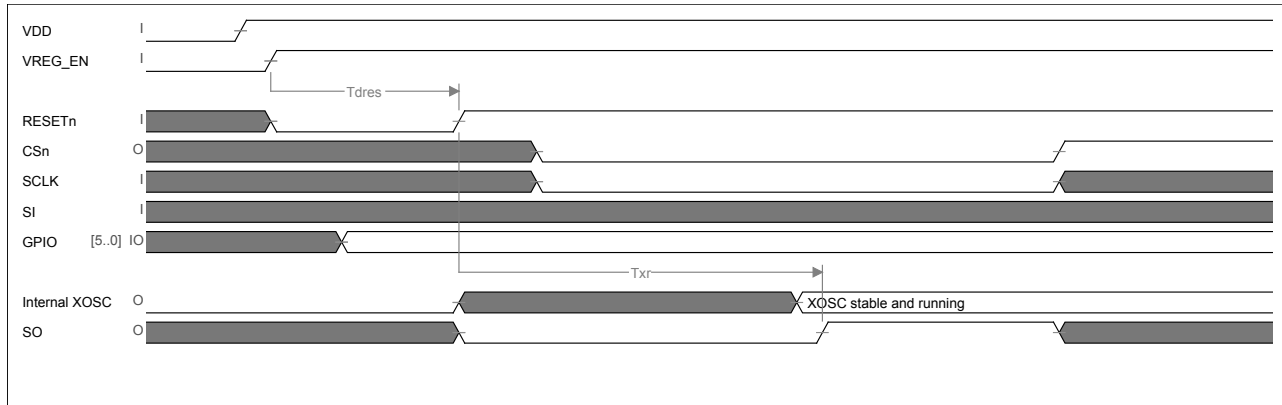 VDD I
VREG_EN I
Tdres
RESETn I
CSn O
SCLK I
SI I
GPIO [5..0] IO
Txr
Internal XOSC O XOSC stable and running
SO O